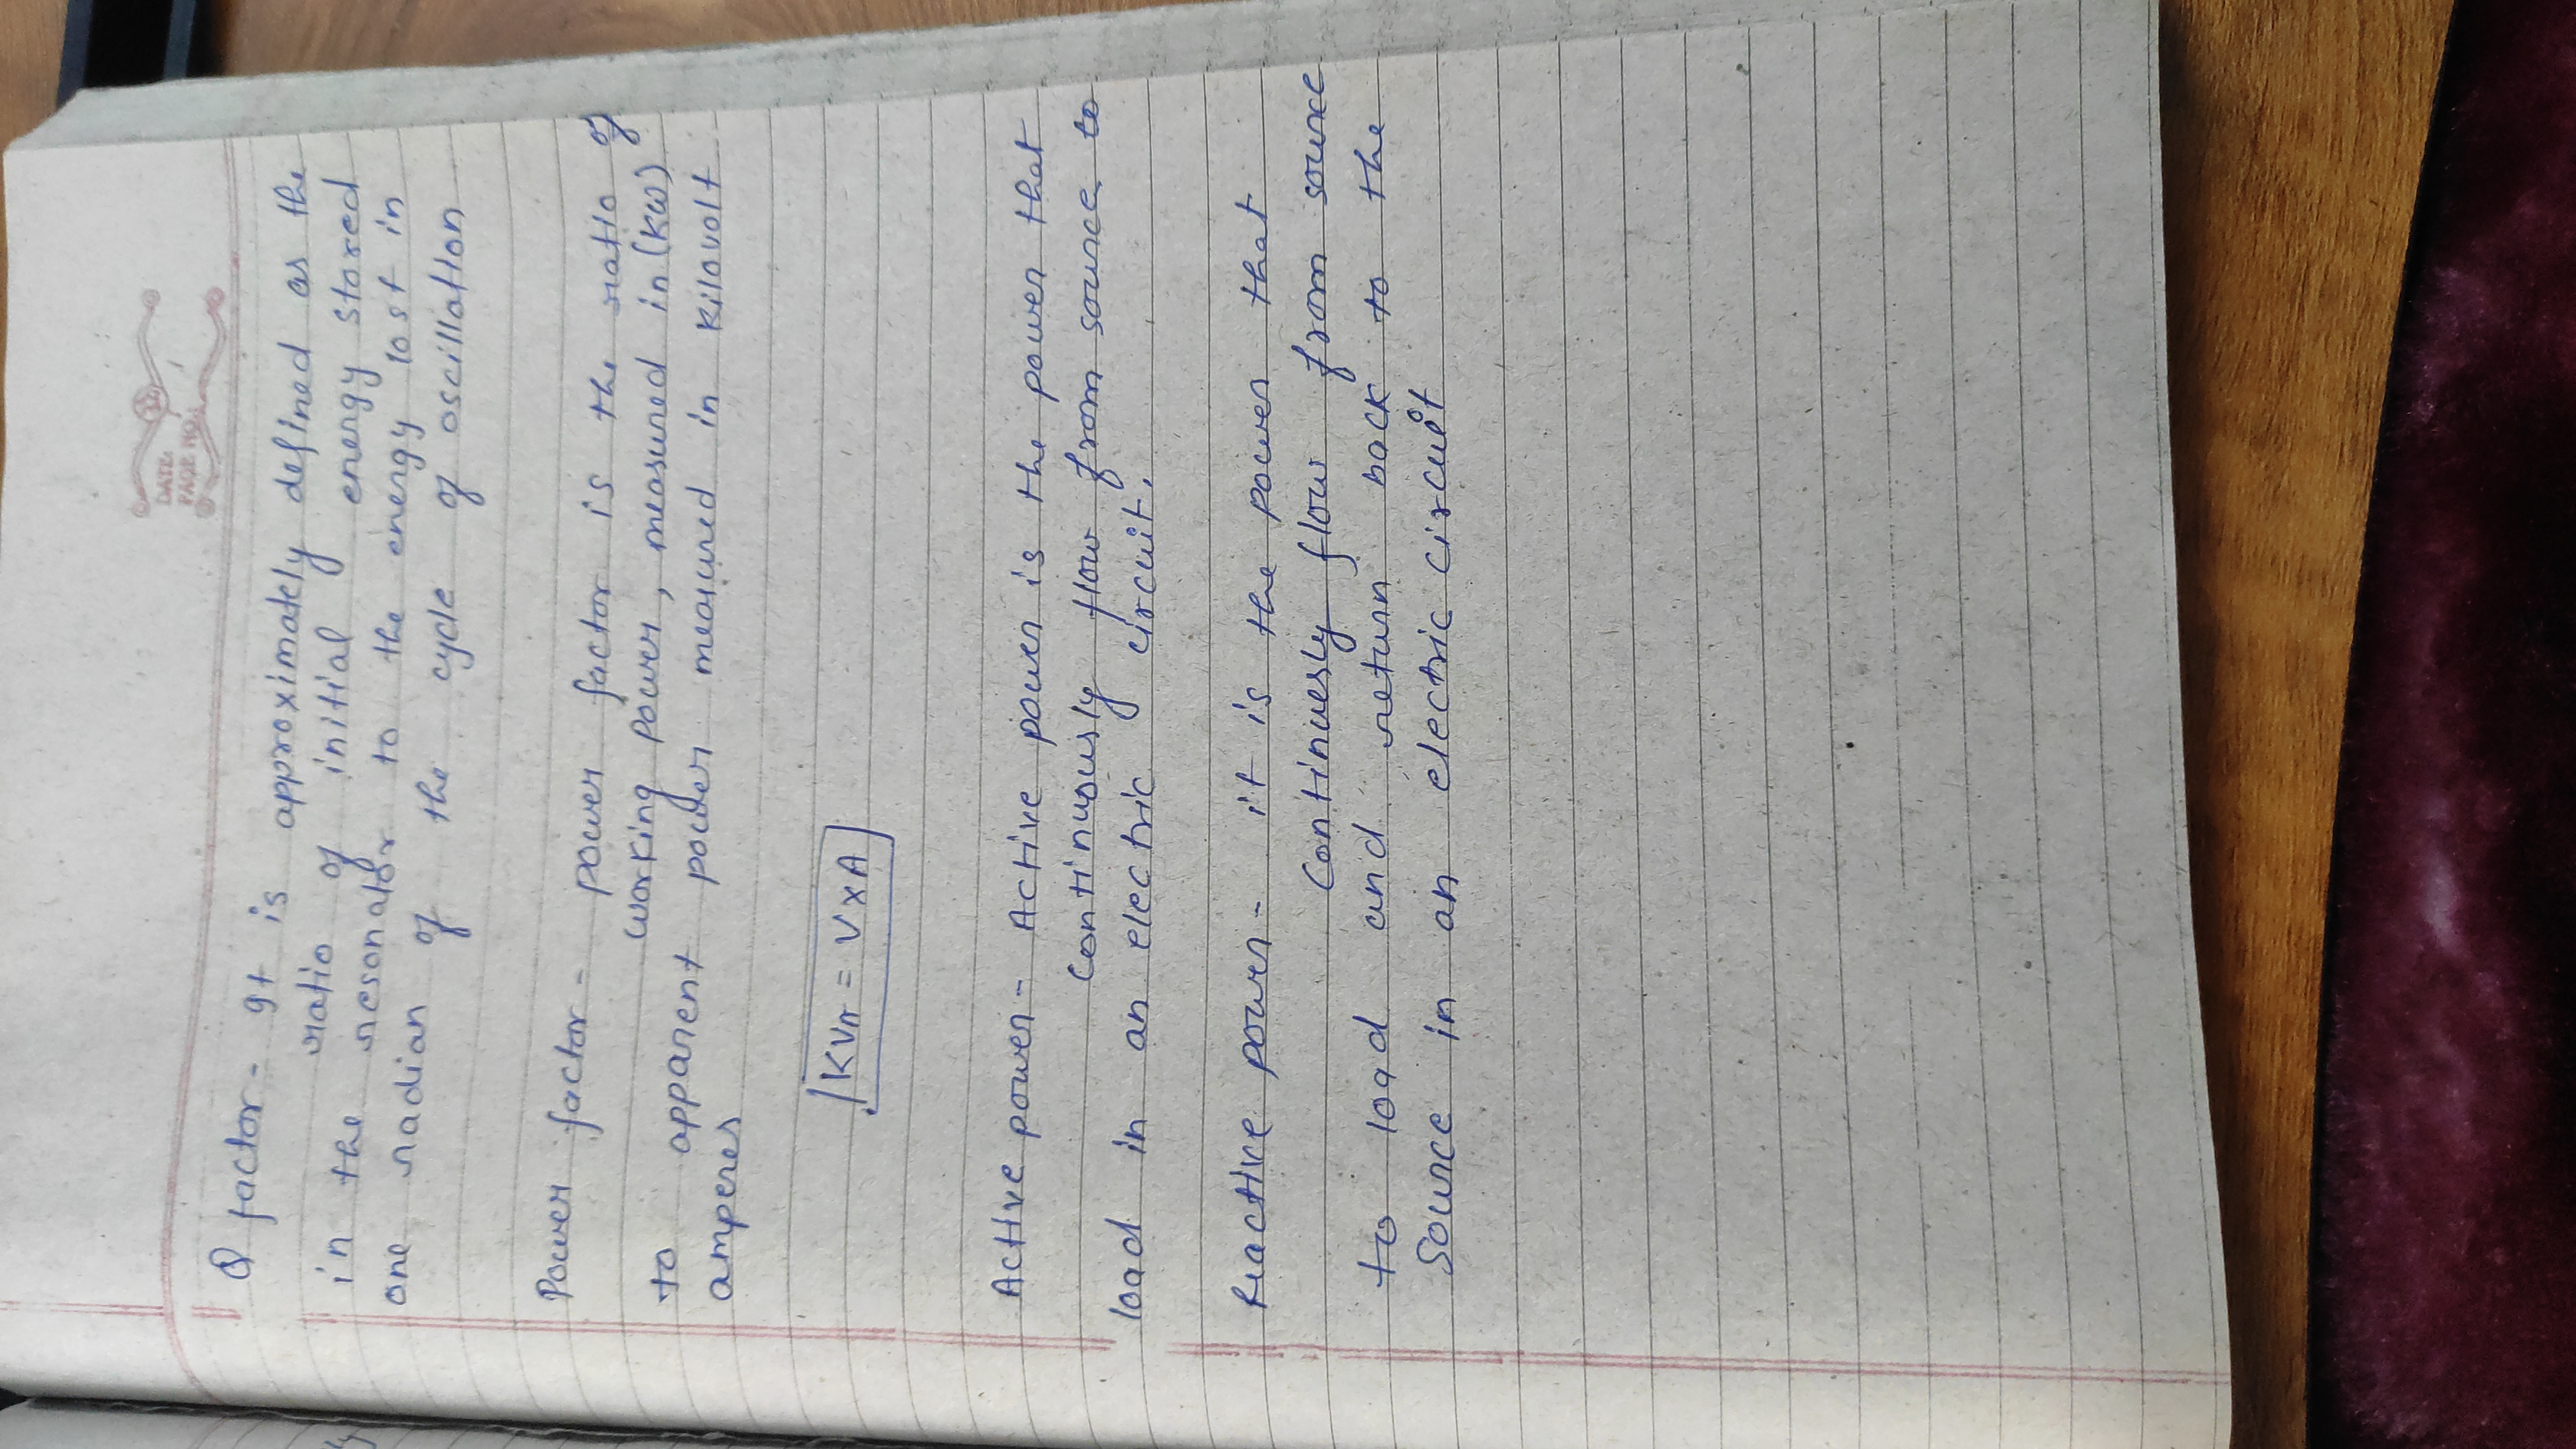 DATE:
PAGE NO.:
Q factor - It is approximately defined as the
ratio of initial energy stored
in the resonator to the energy lost in
one radian of the cycle of oscillation
Power factor - power factor is the ratio of
working power, measured in (KW)
to apparent power measured in Kilovolt
amperes
KVA = V×A
Active power - Active power is the power that
continuously flow from source to
load in an electric circuit.
Reactive power - it is the power that
continuesly flow from source
to load and return back to the
Source in an electric circuit